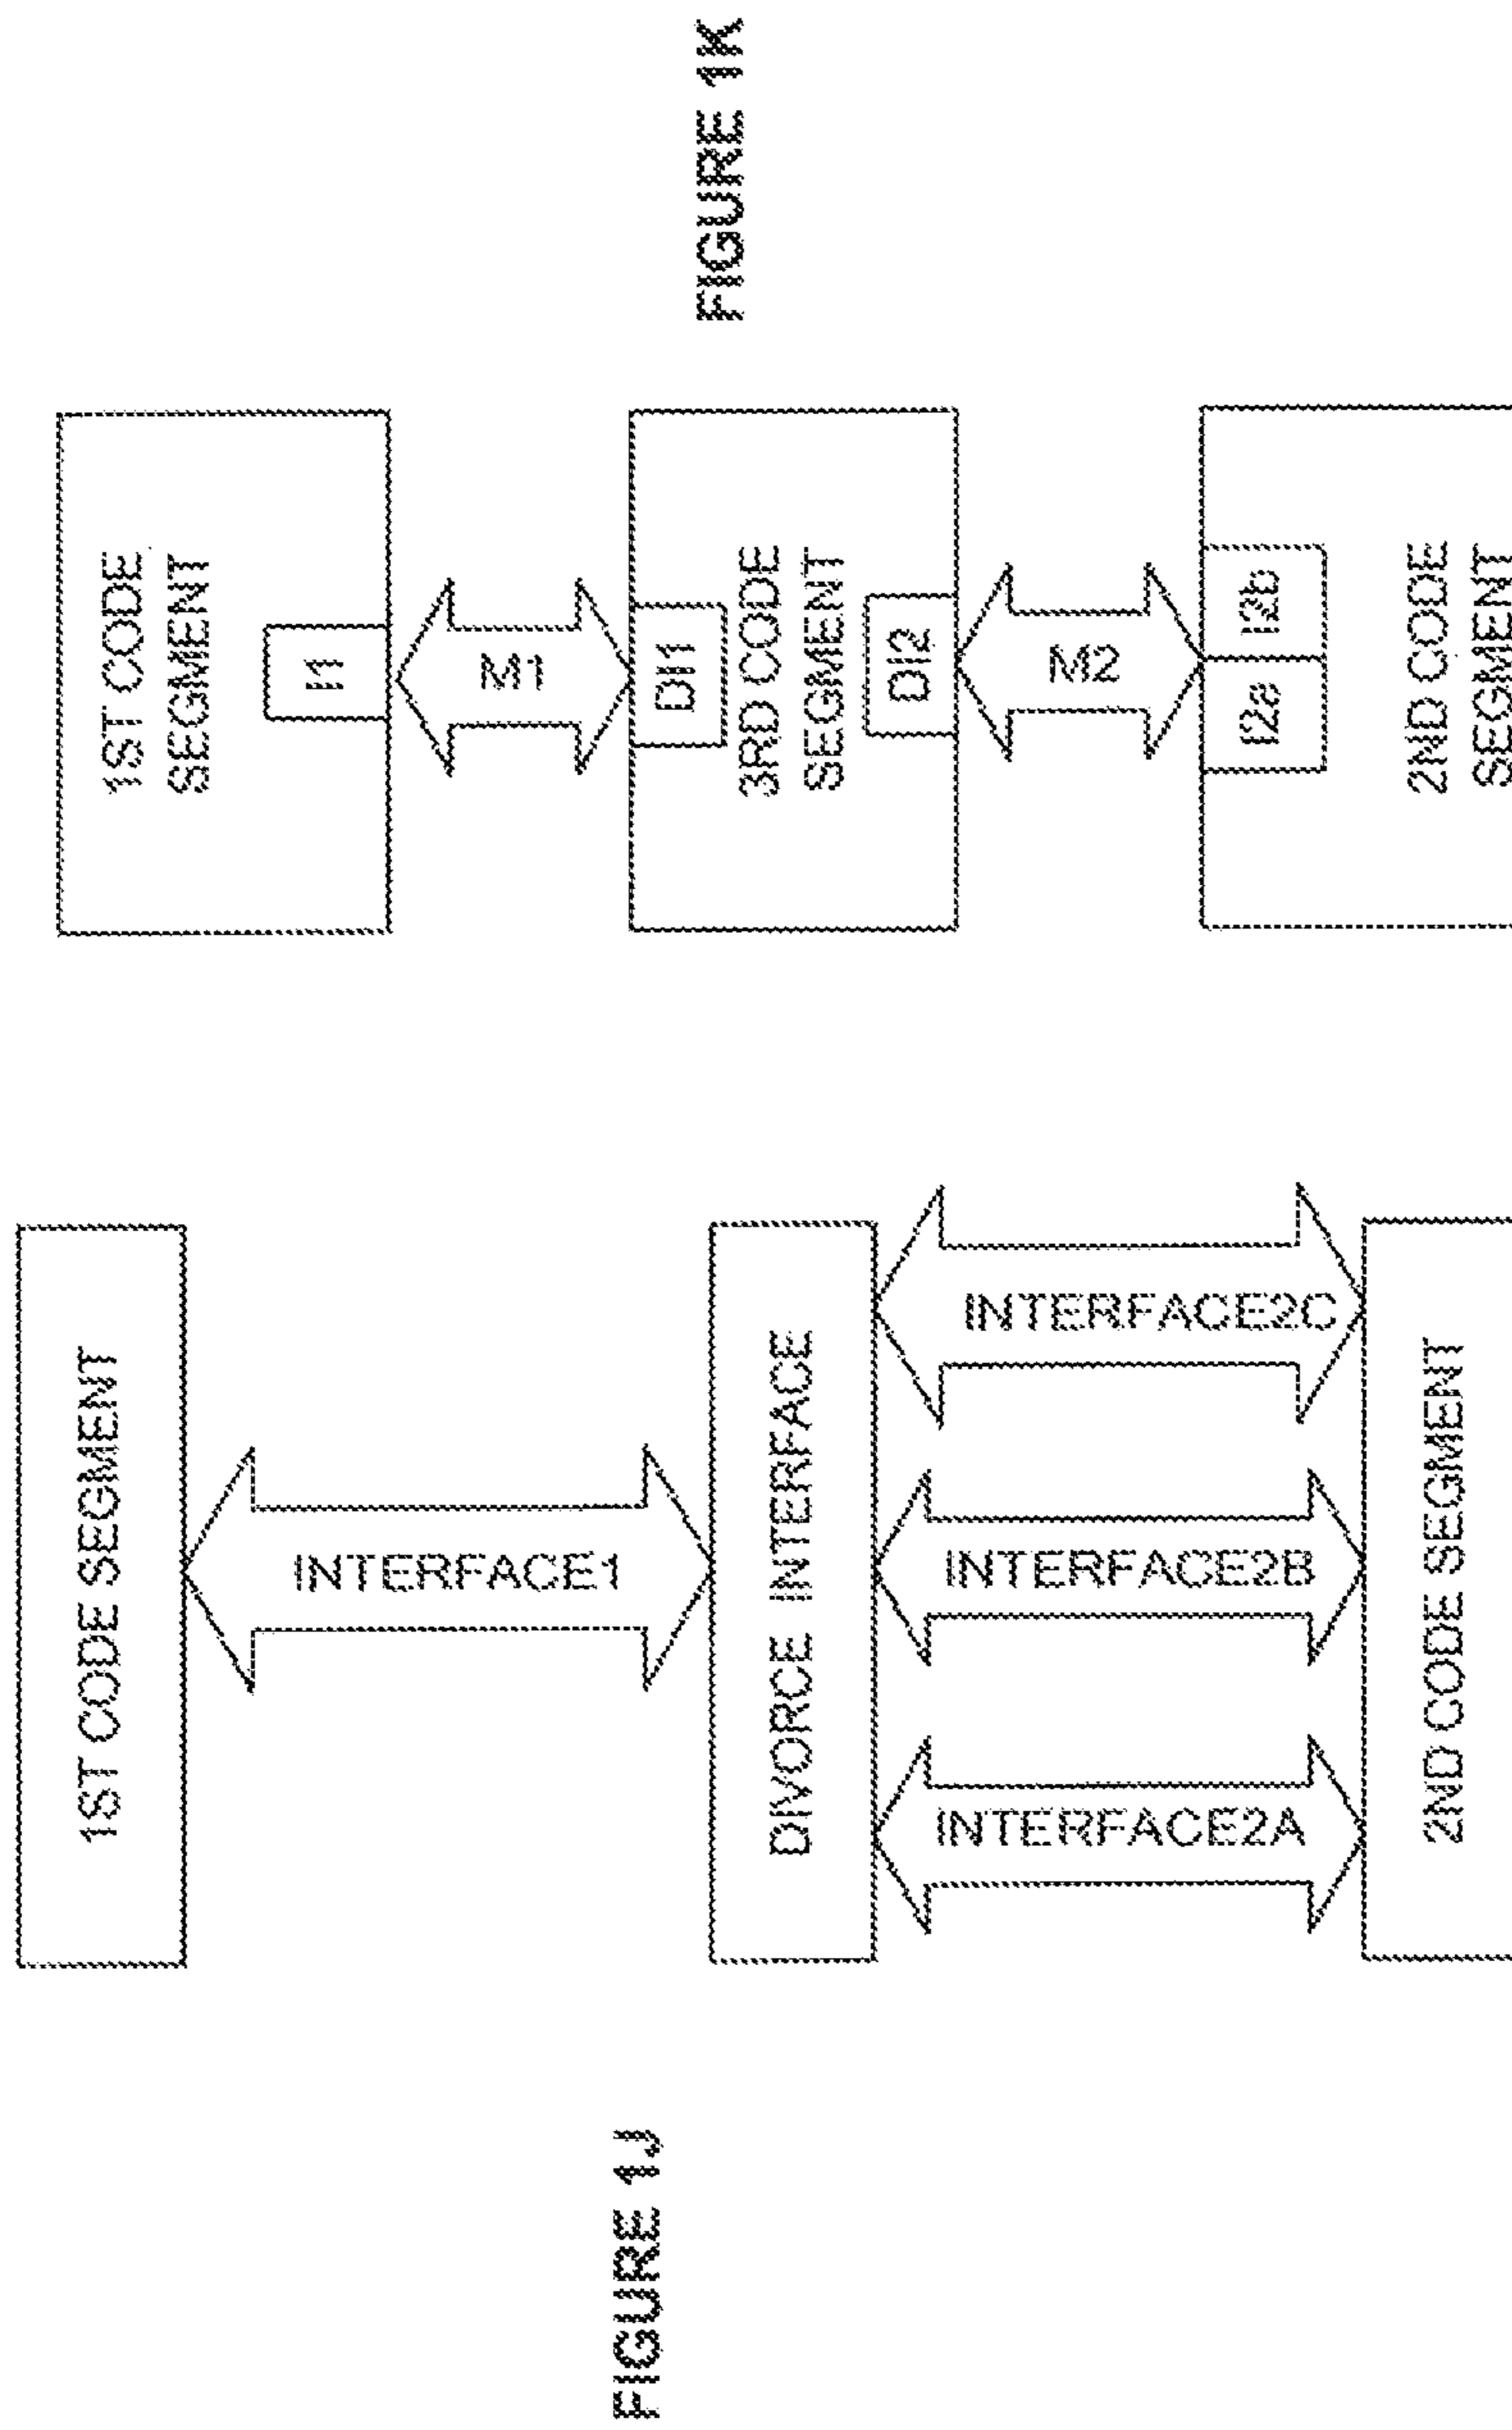 FIGURE 1J
1ST CODE SEGMENT
INTERFACE1
DIVORCE INTERFACE
INTERFACE2A
INTERFACE2B
INTERFACE2C
2ND CODE SEGMENT
FIGURE 1K
1ST CODE
SEGMENT
I1
M1
DI1
3RD CODE
SEGMENT
DI2
M2
I2a
I2b
2ND CODE
SEGMENT